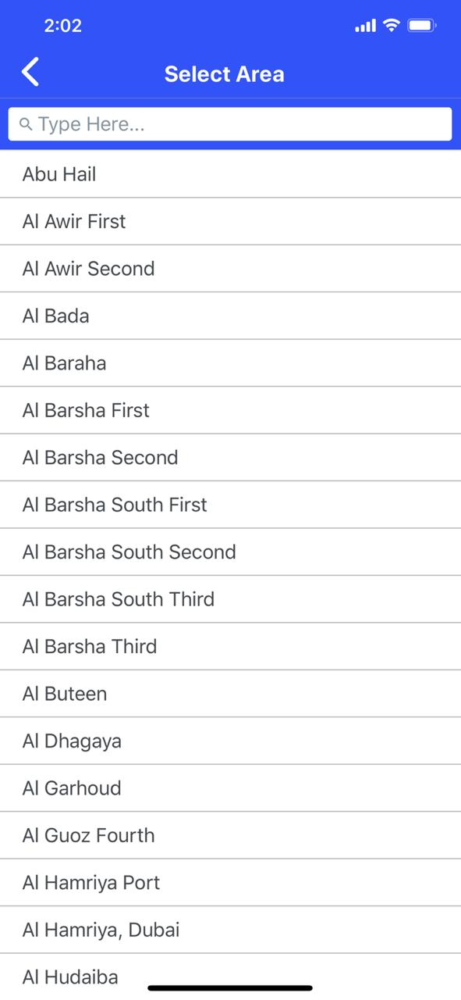 2:02
Select Area
Type Here...
Abu Hail
Al Awir First
Al Awir Second
Al Bada
Al Baraha
Al Barsha First
Al Barsha Second
Al Barsha South First
Al Barsha South Second
Al Barsha South Third
Al Barsha Third
Al Buteen
Al Dhagaya
Al Garhoud
Al Guoz Fourth
Al Hamriya Port
Al Hamriya, Dubai
Al Hudaiba